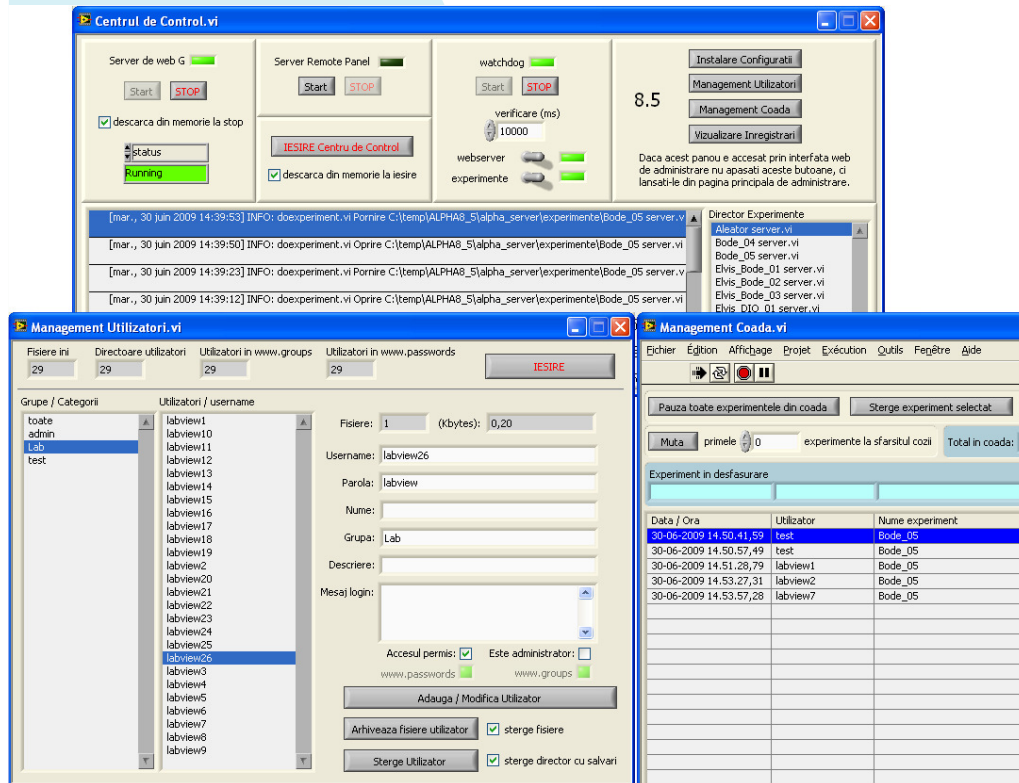 Centrul de Control.vi
Server de web G
Start STOP
descarca din memorie la stop
status
Running
Server Remote Panel
Start STOP
IESIRE Centru de Control
descarca din memorie la iesire
watchdog
Start STOP
verificare (ms)
10000
webserver
experimente
8.5
Instalare Configuratii
Management Utilizatori
Management Coada
Vizualizare Inregistrari
Daca acest panou e accesat prin interfata web
de administrare nu apasati aceste butoane, ci
lansati-le din pagina principala de administrare.
[mar., 30 iunie 2009 14:39:53] INFO: doexperiment.vi Pornire C:\temp\ALPHA8_5\alpha_server\experimente\Bode_05 server.v
[mar., 30 iunie 2009 14:39:50] INFO: doexperiment.vi Oprire C:\temp\ALPHA8_5\alpha_server\experimente\Bode_05 server.vi
[mar., 30 iunie 2009 14:39:23] INFO: doexperiment.vi Pornire C:\temp\ALPHA8_5\alpha_server\experimente\Bode_05 server.v
[mar., 30 iunie 2009 14:39:12] INFO: doexperiment.vi Oprire C:\temp\ALPHA8_5\alpha_server\experimente\Bode_05 server.vi
Director Experimente
Aleator server.vi
Bode_04 server.vi
Bode_05 server.vi
Elvis_Bode_01 server.vi
Elvis_Bode_02 server.vi
Elvis_Bode_03 server.vi
Elvis_DIO_01 server.vi
Management Utilizatori.vi
Fisiere ini Directoare utilizatori Utilizatori in www.groups Utilizatori in www.passwords
29 29 29 29
IESIRE
Grupe / Categorii
toate
admin
Lab
test
Utilizatori / username
labview1
labview10
labview11
labview12
labview13
labview14
labview15
labview16
labview17
labview18
labview19
labview2
labview20
labview21
labview22
labview23
labview24
labview25
labview26
labview3
labview4
labview5
labview6
labview7
labview8
labview9
Fisiere: 1 (Kbytes): 0,20
Username: labview26
Parola: labview
Nume:
Grupa: Lab
Descriere:
Mesaj login:
Accesul permis: Este administrator:
www.passwords www.groups
Adauga / Modifica Utilizator
Arhiveaza fisiere utilizator sterge fisiere
Sterge Utilizator sterge director cu salvari
Management Coada.vi
Fichier Édition Affichage Projet Exécution Outils Fenêtre Aide
Pauza toate experimentele din coada Sterge experiment selectat
Muta primele 0 experimente la sfarsitul cozii Total in coada:
Experiment in desfasurare
Data / Ora Utilizator Nume experiment
30-06-2009 14.50.41,59 test Bode_05
30-06-2009 14.50.57,49 test Bode_05
30-06-2009 14.51.28,79 labview1 Bode_05
30-06-2009 14.53.27,31 labview2 Bode_05
30-06-2009 14.53.57,28 labview7 Bode_05